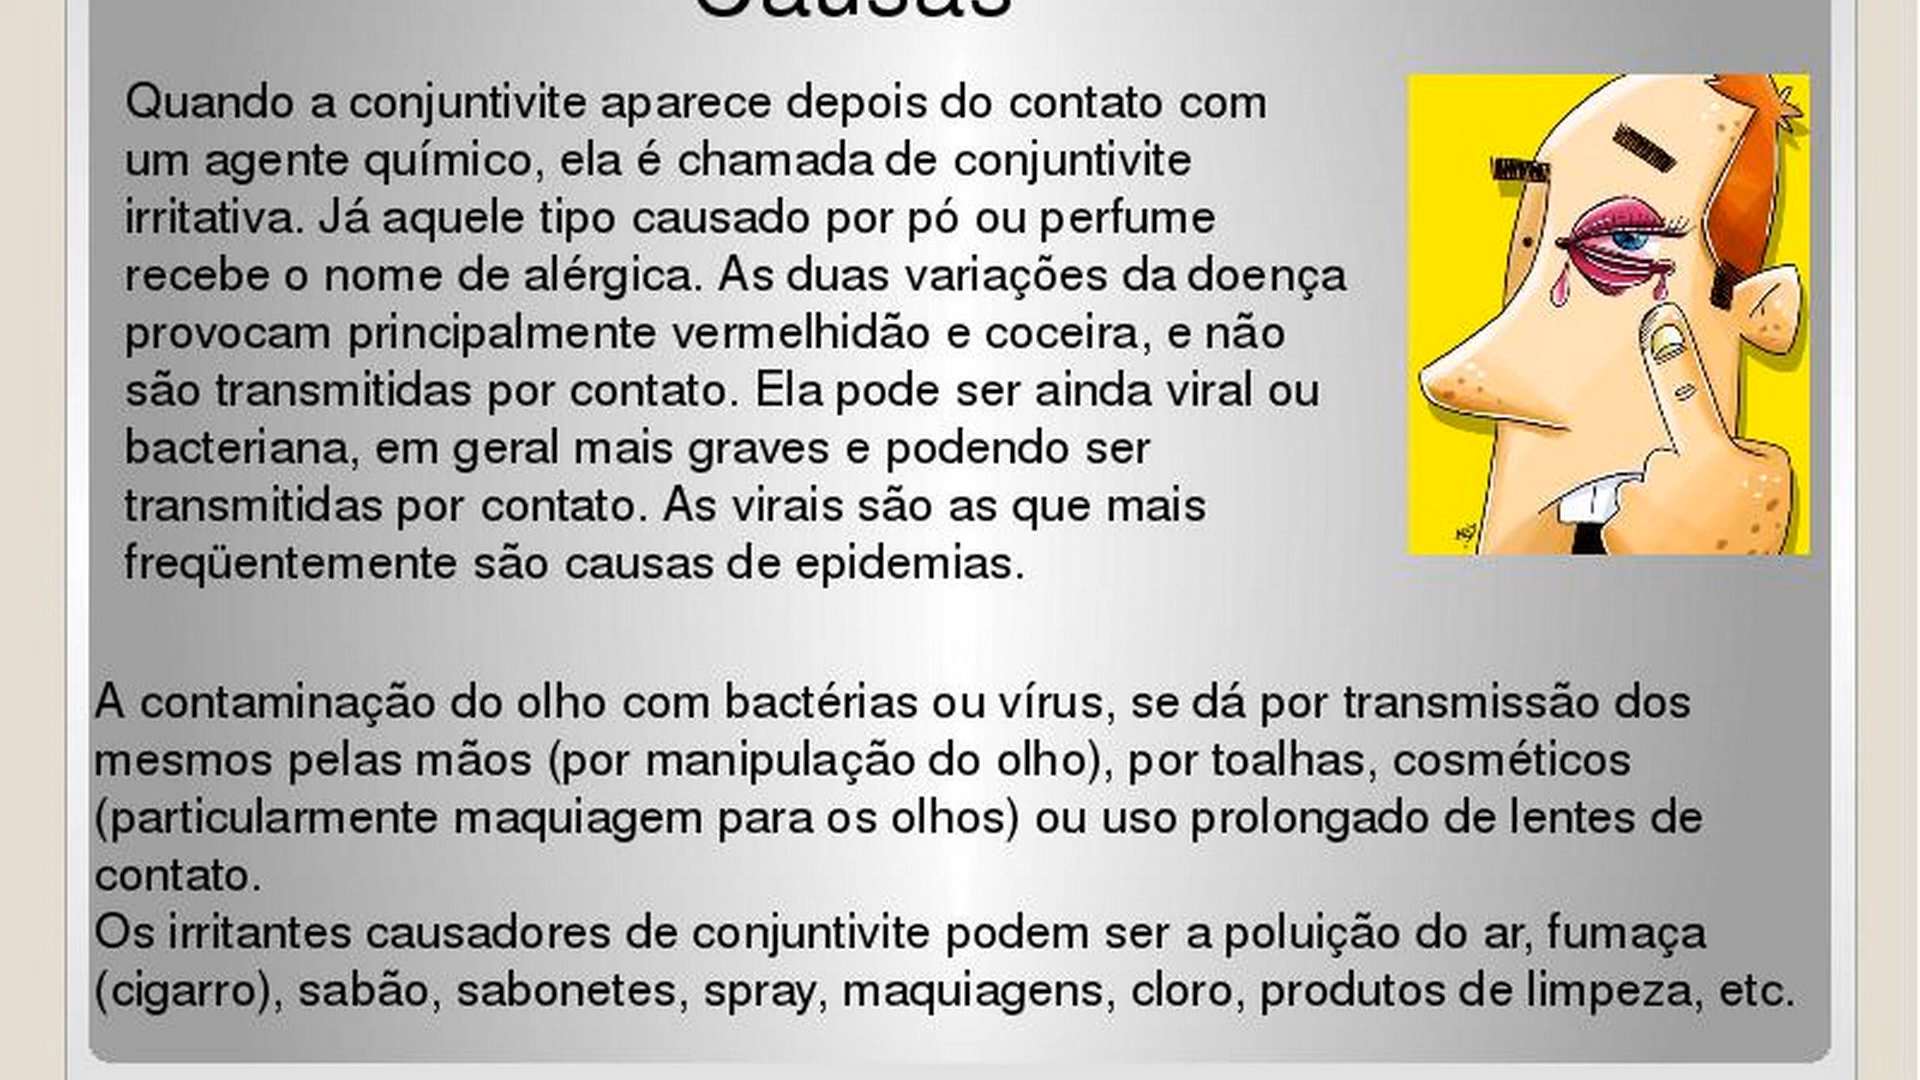 Causas
Quando a conjuntivite aparece depois do contato com
um agente químico, ela é chamada de conjuntivite
irritativa. Já aquele tipo causado por pó ou perfume
recebe o nome de alérgica. As duas variações da doença
provocam principalmente vermelhidão e coceira, e não
são transmitidas por contato. Ela pode ser ainda viral ou
bacteriana, em geral mais graves e podendo ser
transmitidas por contato. As virais são as que mais
freqüentemente são causas de epidemias.
A contaminação do olho com bactérias ou vírus, se dá por transmissão dos
mesmos pelas mãos (por manipulação do olho), por toalhas, cosméticos
(particularmente maquiagem para os olhos) ou uso prolongado de lentes de
contato.
Os irritantes causadores de conjuntivite podem ser a poluição do ar, fumaça
(cigarro), sabão, sabonetes, spray, maquiagens, cloro, produtos de limpeza, etc.